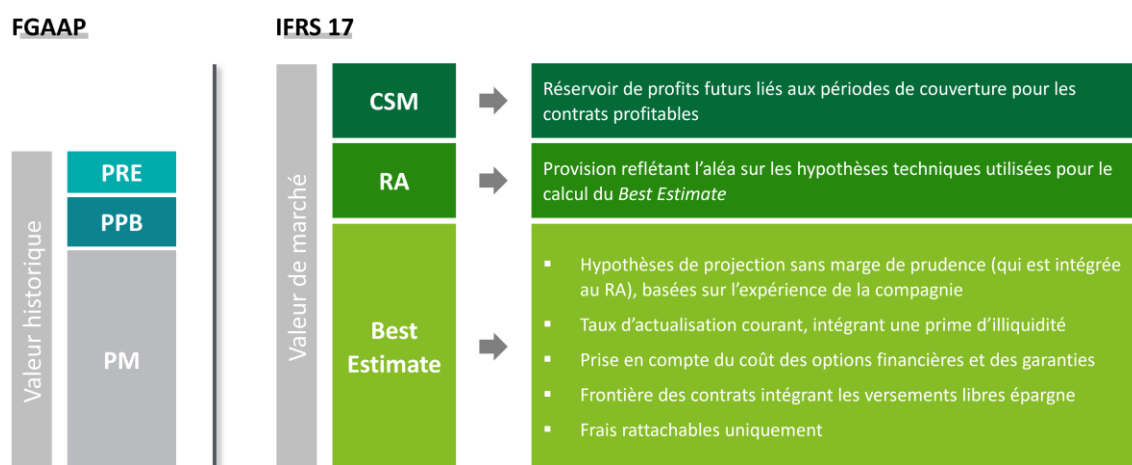 FGAAP
IFRS 17
Valeur historique
PRE
PPB
PM
Valeur de marché
CSM
Réservoir de profits futurs liés aux périodes de couverture pour les
contrats profitables
RA
Provision reflétant l’aléa sur les hypothèses techniques utilisées pour le
calcul du Best Estimate
Best
Estimate
▪ Hypothèses de projection sans marge de prudence (qui est intégrée
au RA), basées sur l’expérience de la compagnie
▪ Taux d’actualisation courant, intégrant une prime d’illiquidité
▪ Prise en compte du coût des options financières et des garanties
▪ Frontière des contrats intégrant les versements libres épargne
▪ Frais rattachables uniquement